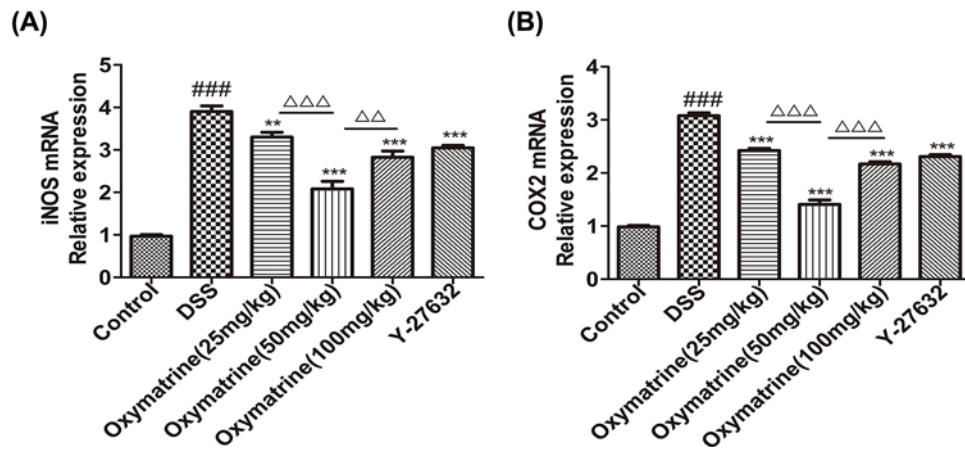 (A)
iNOS mRNA
Relative expression
5
4
3
2
1
0
###
**
△△△
***
△△
***
***
Control
DSS
Oxymatrine(25mg/kg)
Oxymatrine(50mg/kg)
Oxymatrine(100mg/kg)
Y-27632
(B)
COX2 mRNA
Relative expression
4
3
2
1
0
###
***
△△△
***
△△△
***
***
Control
DSS
Oxymatrine(25mg/kg)
Oxymatrine(50mg/kg)
Oxymatrine(100mg/kg)
Y-27632